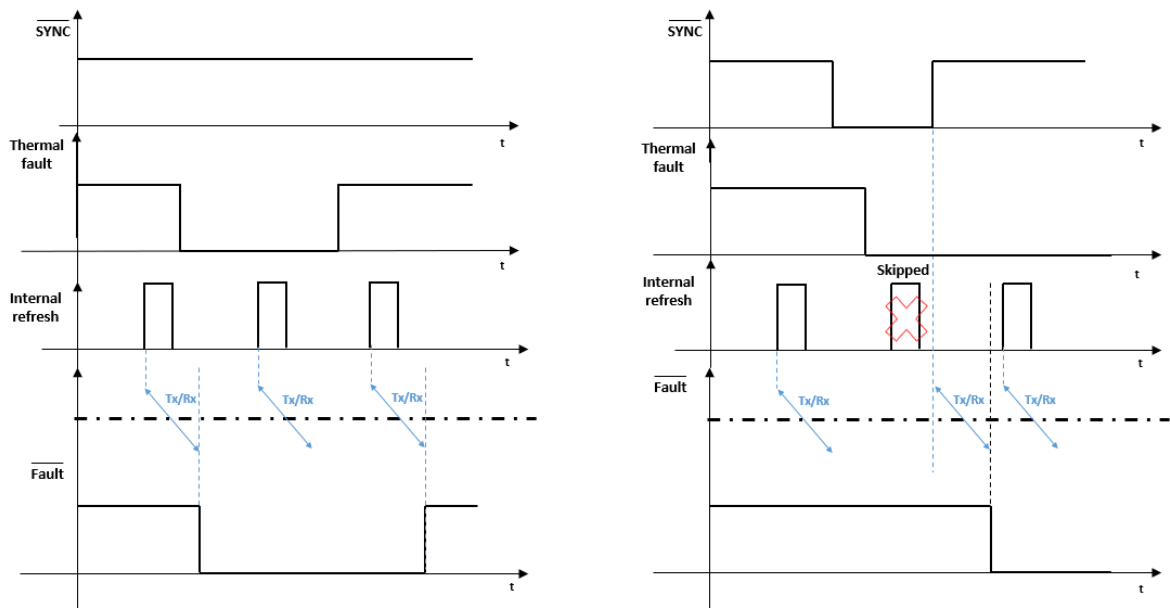 SYNC
t
Thermal
fault
t
Internal
refresh
t
Tx/Rx
Tx/Rx
Tx/Rx
Fault
t
SYNC
t
Thermal
fault
t
Skipped
Internal
refresh
t
Fault
Tx/Rx
Tx/Rx
Tx/Rx
t